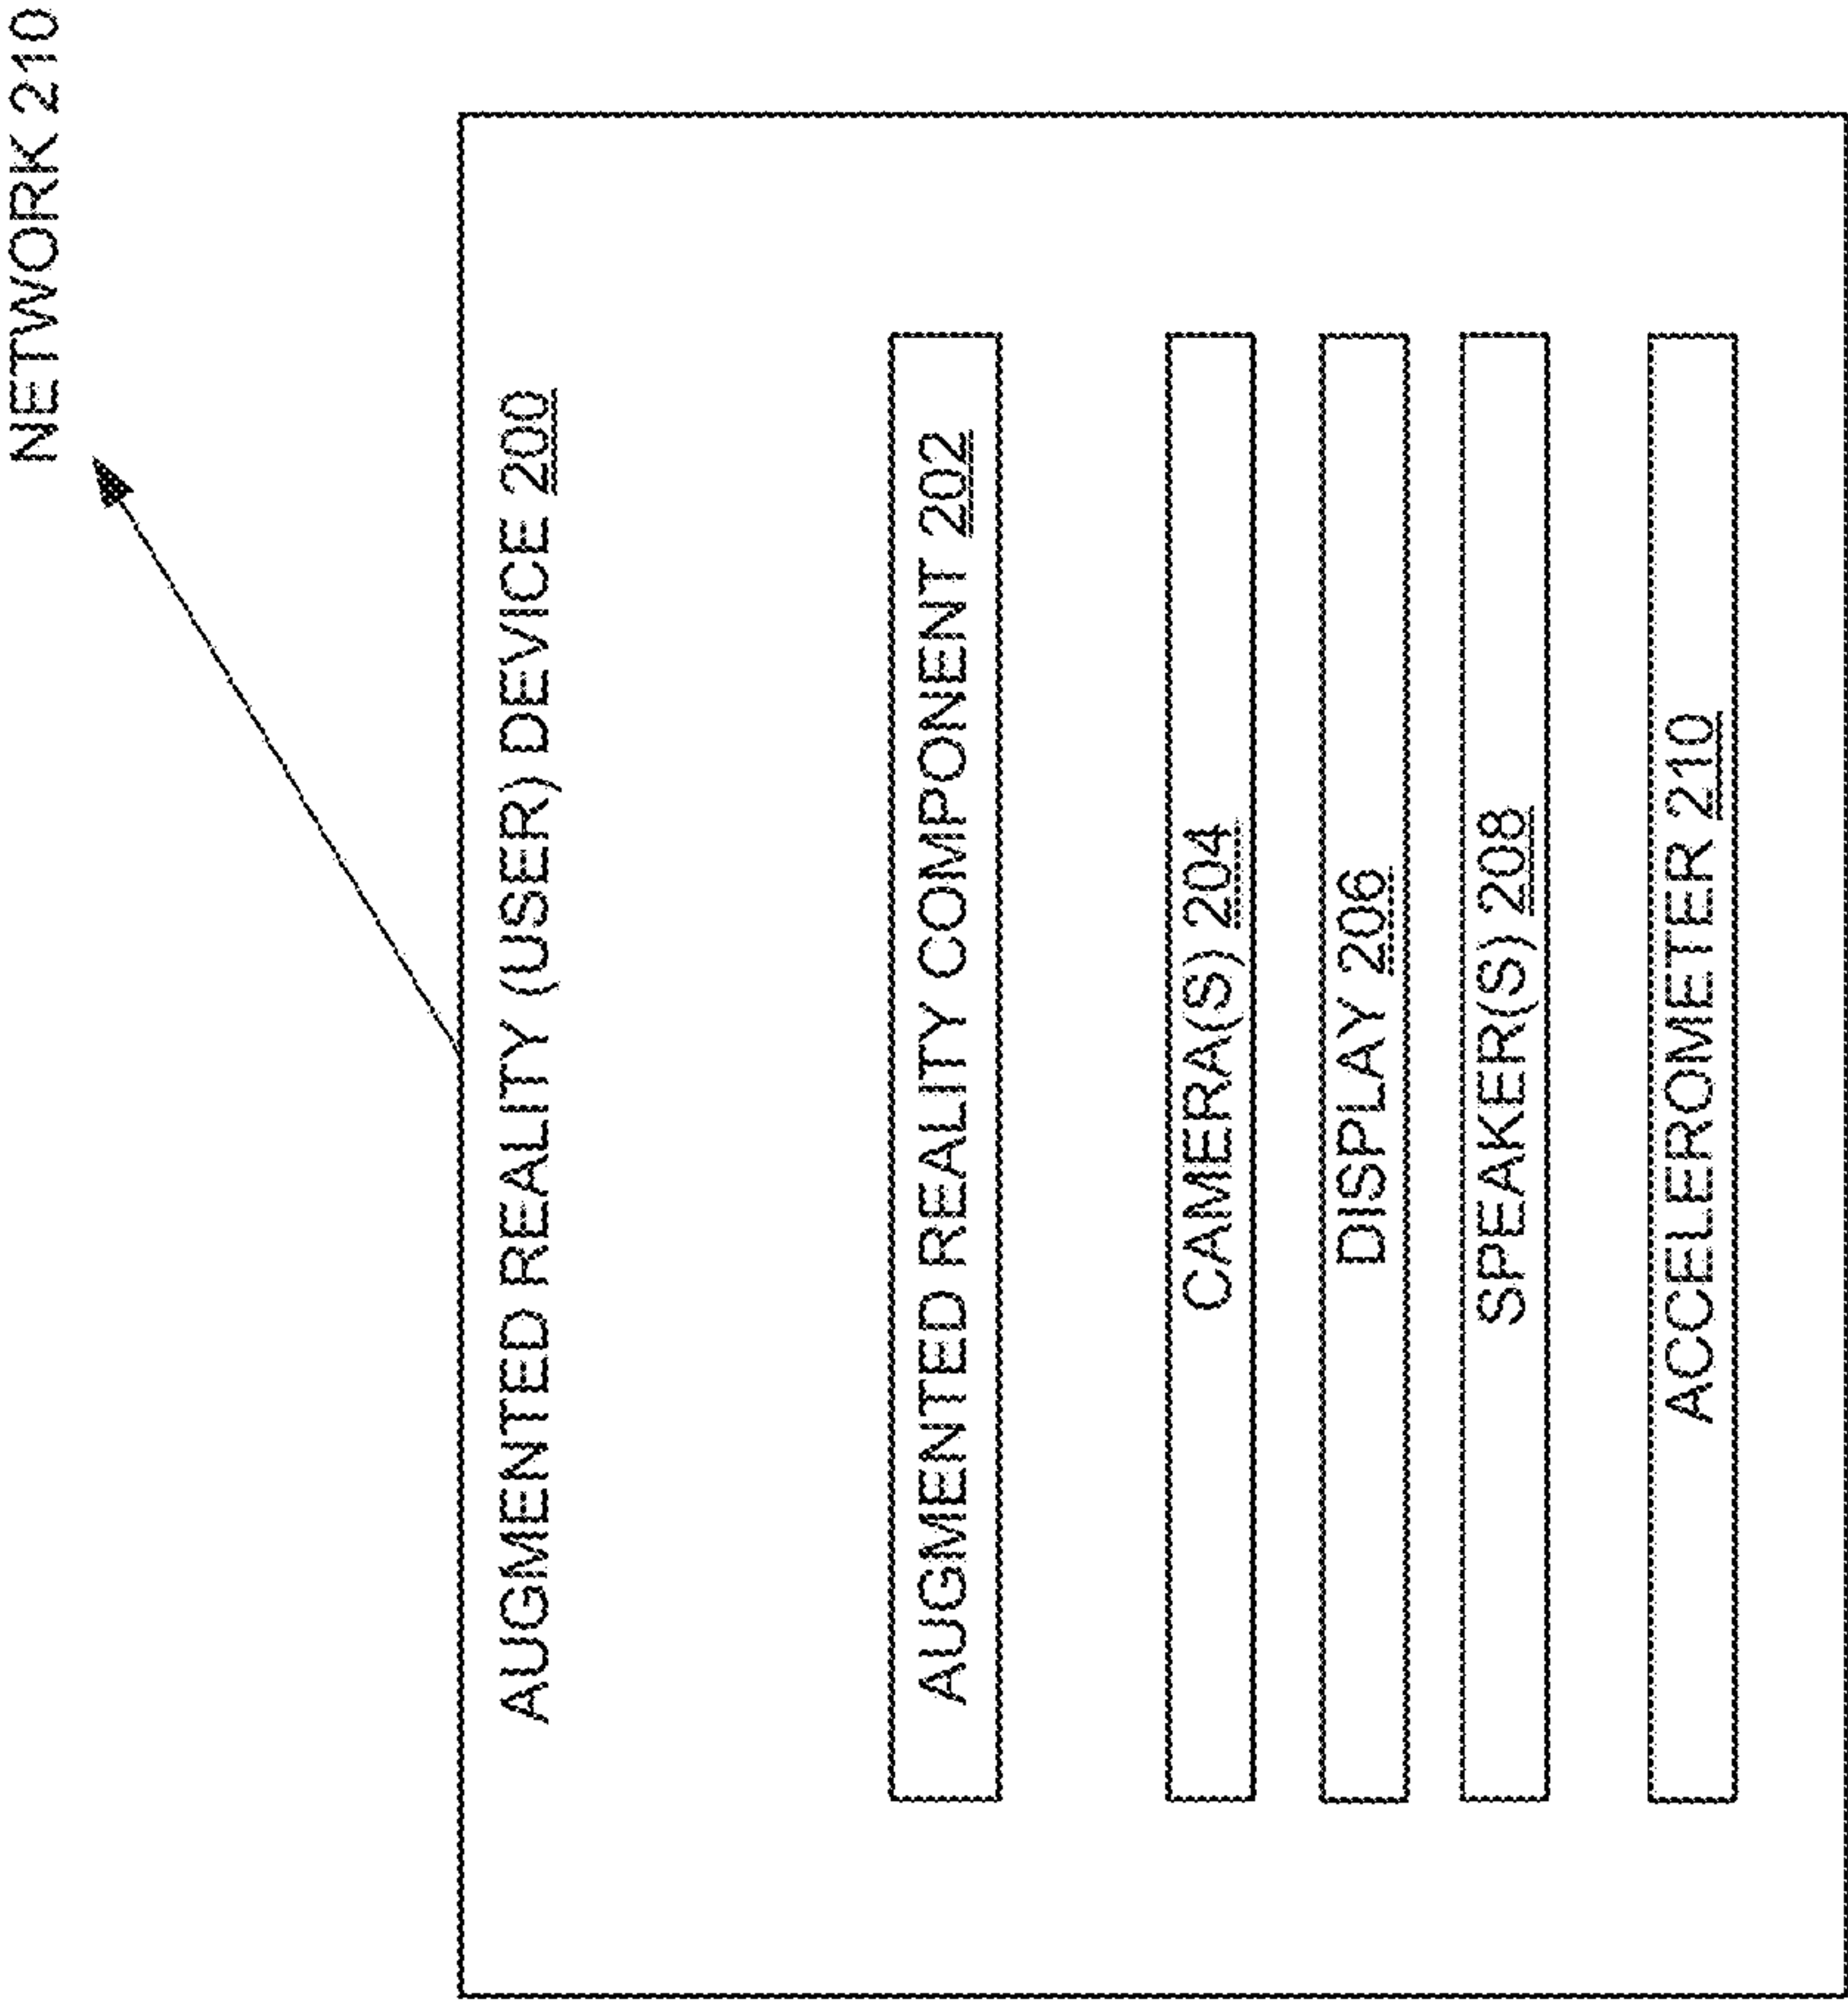 NETWORK 210
AUGMENTED REALITY (USER) DEVICE 200
AUGMENTED REALITY COMPONENT 202
CAMERA(S) 204
DISPLAY 206
SPEAKER(S) 208
ACCELEROMETER 210